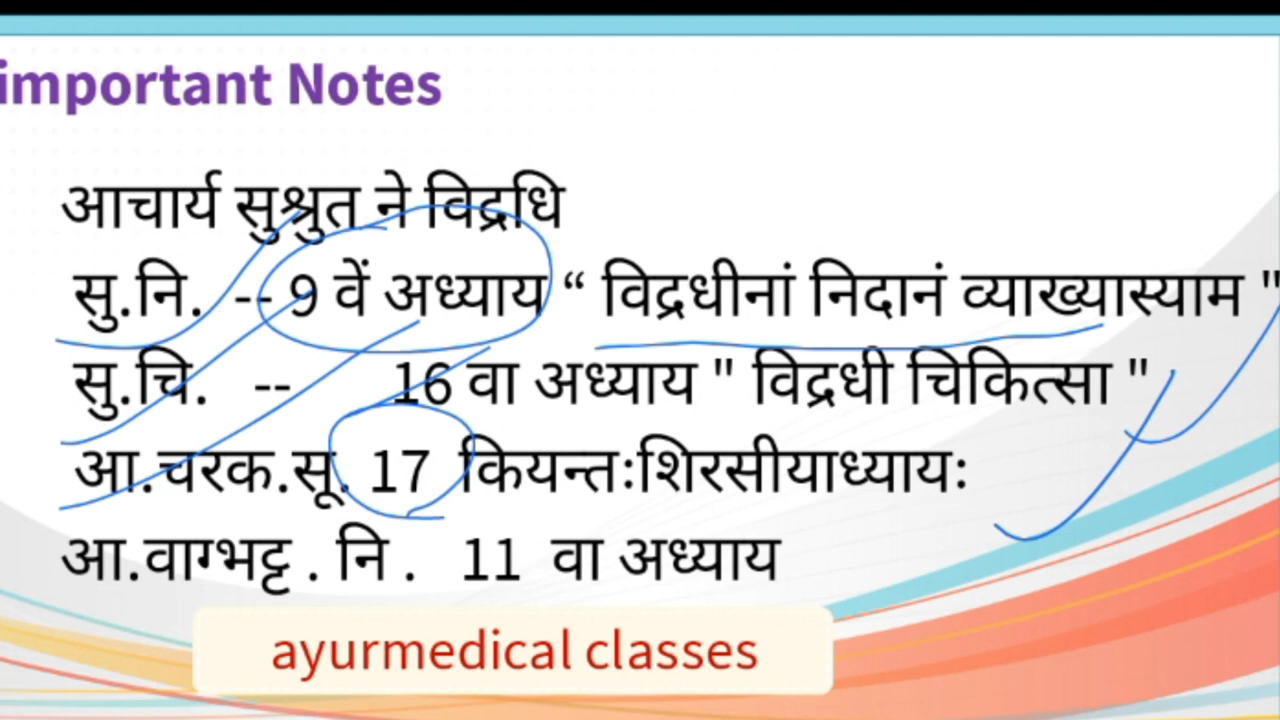 important Notes
आचार्य सुश्रुत ने विद्रधि
सु.नि. -- 9 वें अध्याय “ विद्रधीनां निदानं व्याख्यास्याम "
सु.चि. -- 16 वा अध्याय " विद्रधी चिकित्सा "
आ.चरक.सू. 17 कियन्तःशिरसीयाध्यायः
आ.वाग्भट्ट . नि . 11 वा अध्याय
ayurmedical classes